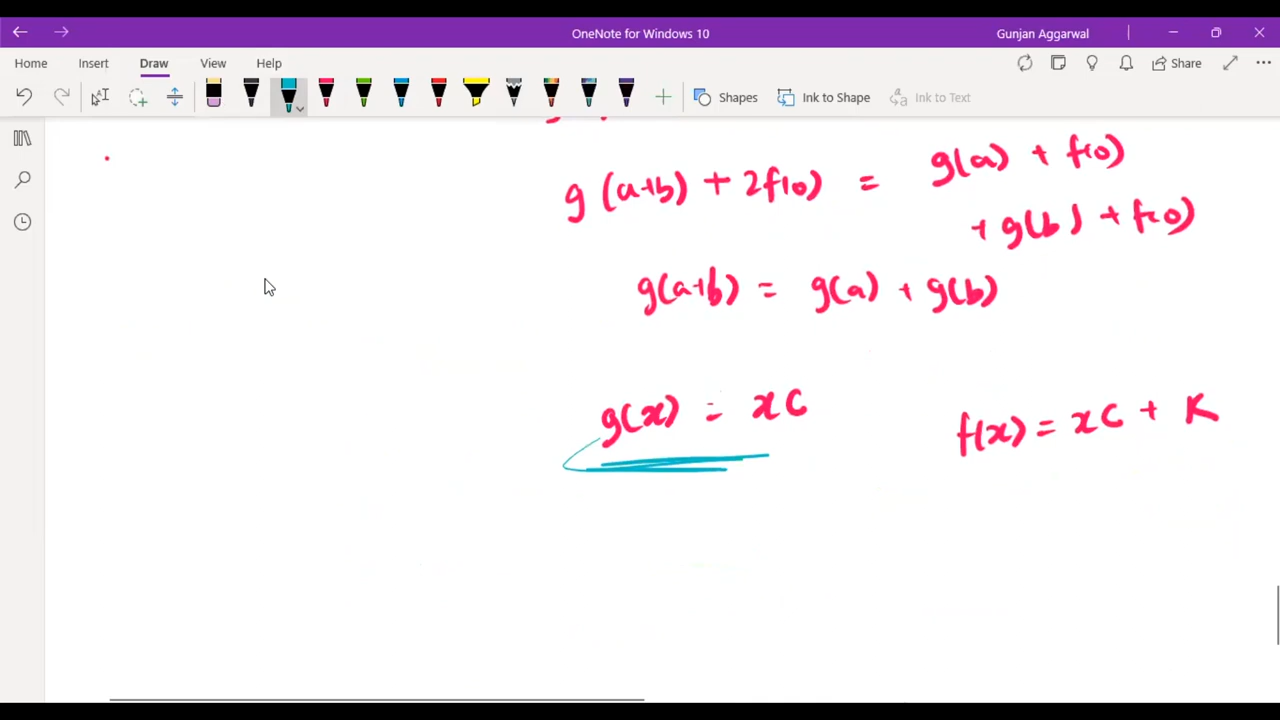 OneNote for Windows 10
Gunjan Aggarwal
Home Insert Draw View Help
Share
Shapes
Ink to Shape
Ink to Text
g(a+b) + 2f(0) = g(a) + f(0)
+ g(b) + f(0)
g(a+b) = g(a) + g(b)
g(x) = xC
f(x) = xC + K